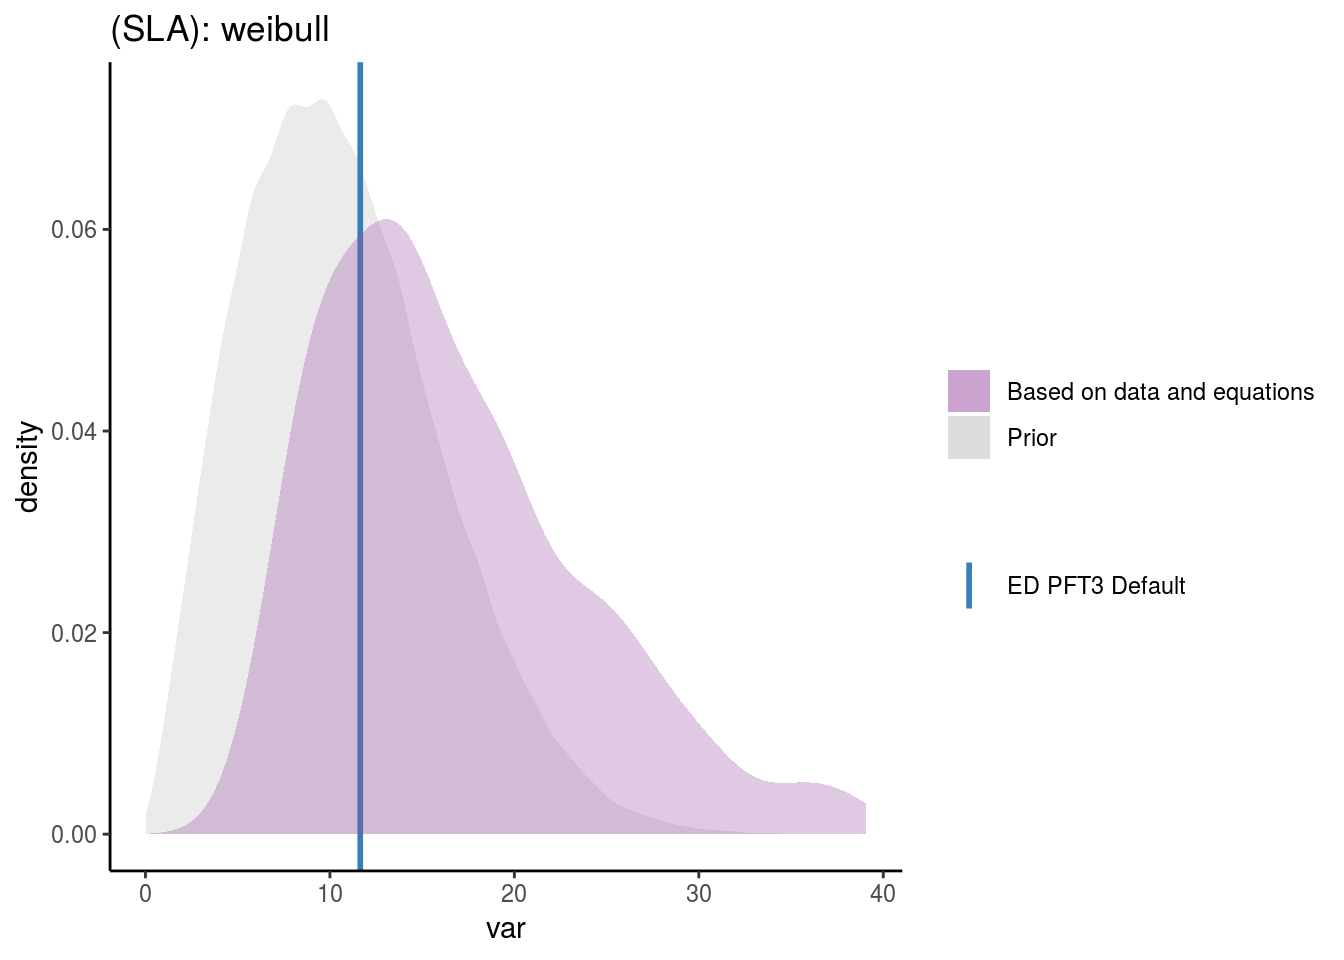 (SLA): weibull
density
0.06
0.04
0.02
0.00
0
10
20
30
40
var
Based on data and equations
Prior
ED PFT3 Default